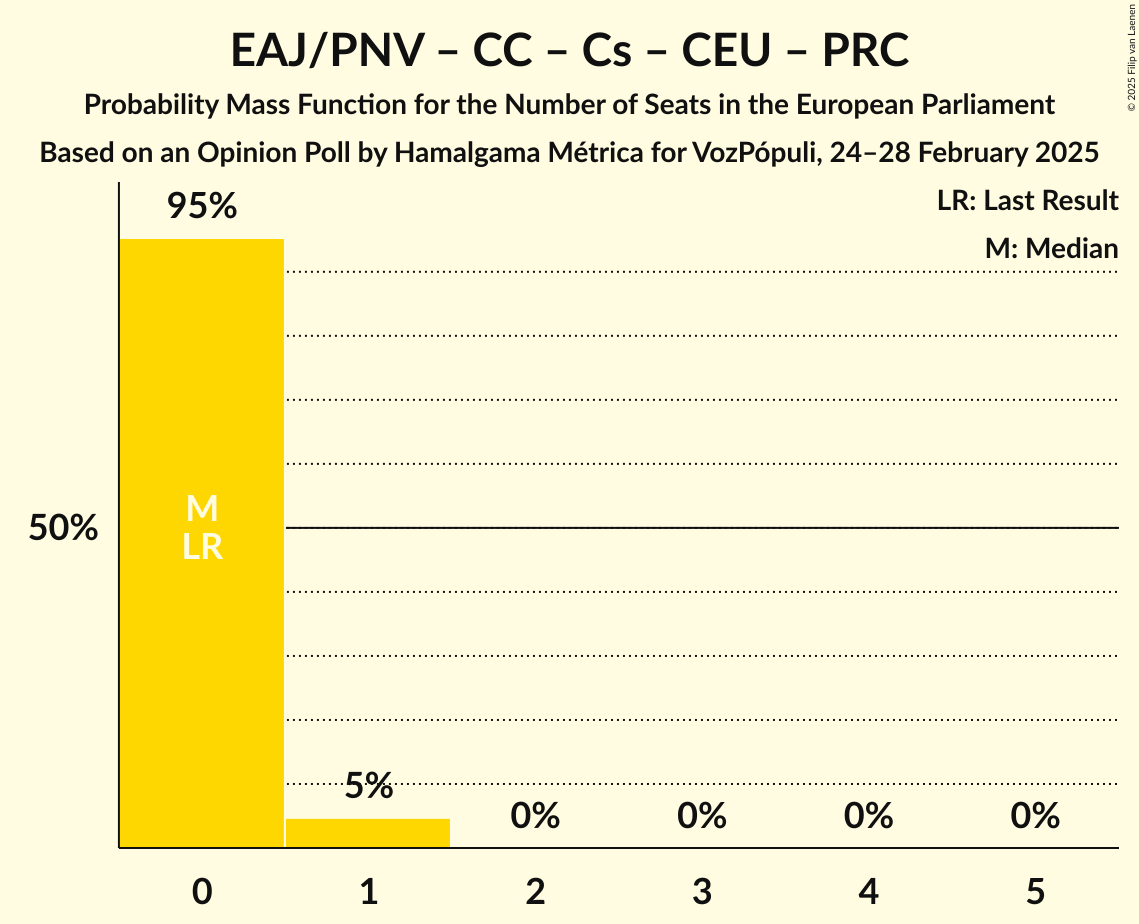 EAJ/PNV – CC – Cs – CEU – PRC
Probability Mass Function for the Number of Seats in the European Parliament
Based on an Opinion Poll by Hamalgama Métrica for VozPópuli, 24–28 February 2025
© 2025 Filip van Laenen
LR: Last Result
M: Median
95%
M
LR
50%
5%
0%
0%
0%
0%
0
1
2
3
4
5